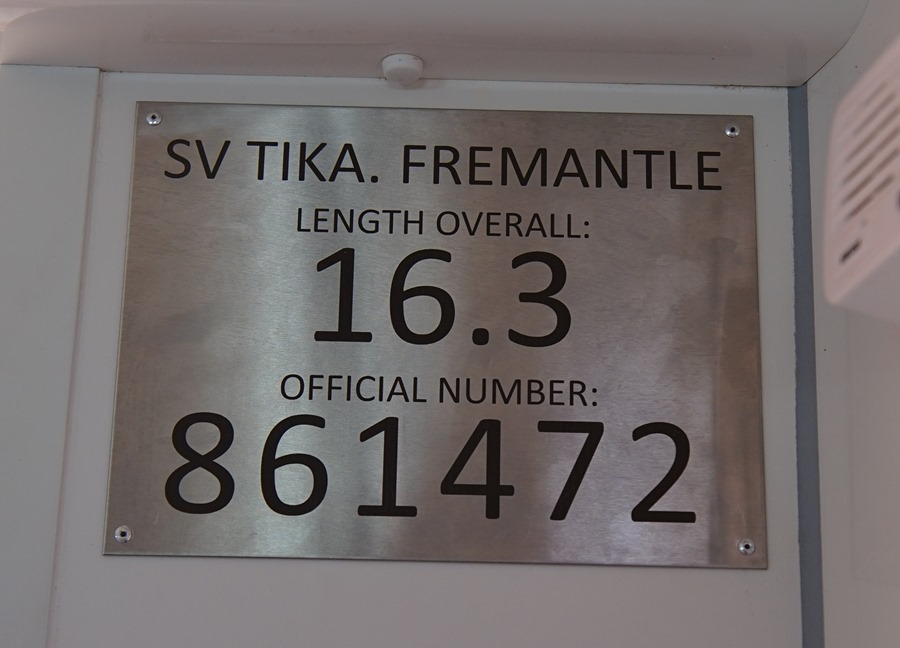 SV TIKA. FREMANTLE
LENGTH OVERALL:
16.3
OFFICIAL NUMBER:
861472